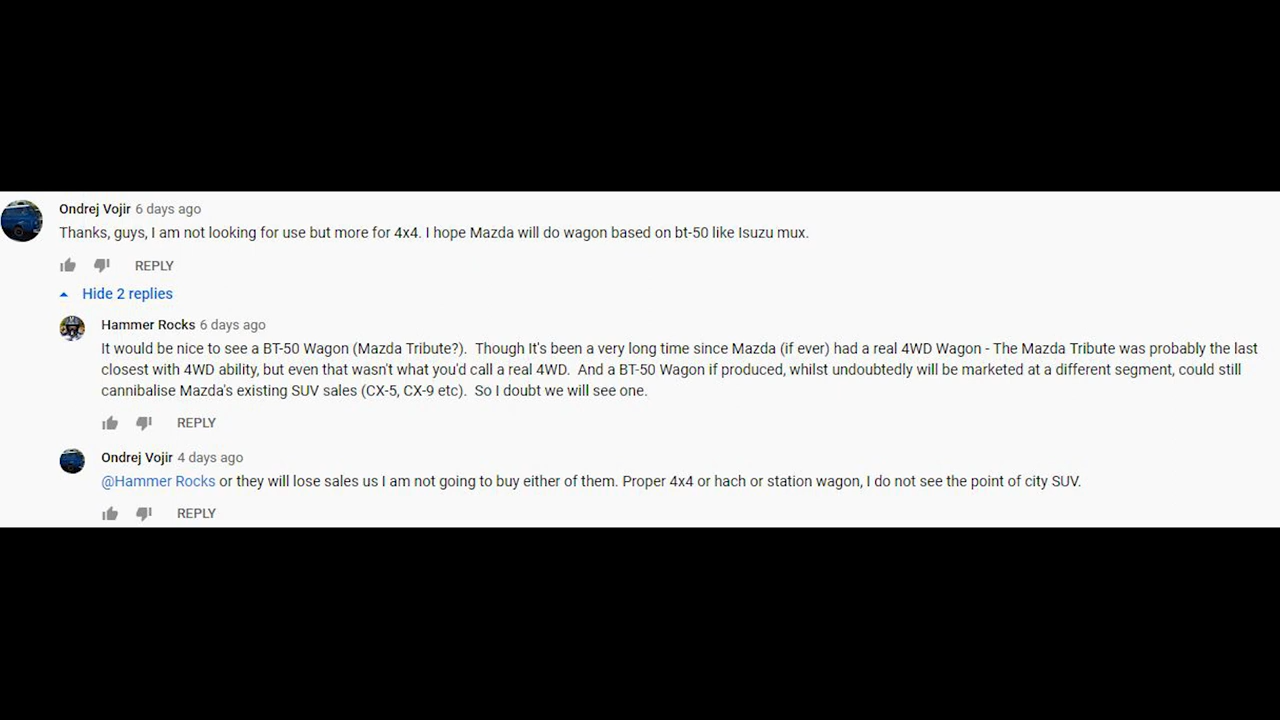 Ondrej Vojir 6 days ago
Thanks, guys, I am not looking for use but more for 4x4. I hope Mazda will do wagon based on bt-50 like Isuzu mux.
REPLY
Hide 2 replies
Hammer Rocks 6 days ago
It would be nice to see a BT-50 Wagon (Mazda Tribute?).  Though It's been a very long time since Mazda (if ever) had a real 4WD Wagon - The Mazda Tribute was probably the last
closest with 4WD ability, but even that wasn't what you'd call a real 4WD.  And a BT-50 Wagon if produced, whilst undoubtedly will be marketed at a different segment, could still
cannibalise Mazda's existing SUV sales (CX-5, CX-9 etc).  So I doubt we will see one.
REPLY
Ondrej Vojir 4 days ago
@Hammer Rocks or they will lose sales us I am not going to buy either of them. Proper 4x4 or hach or station wagon, I do not see the point of city SUV.
REPLY